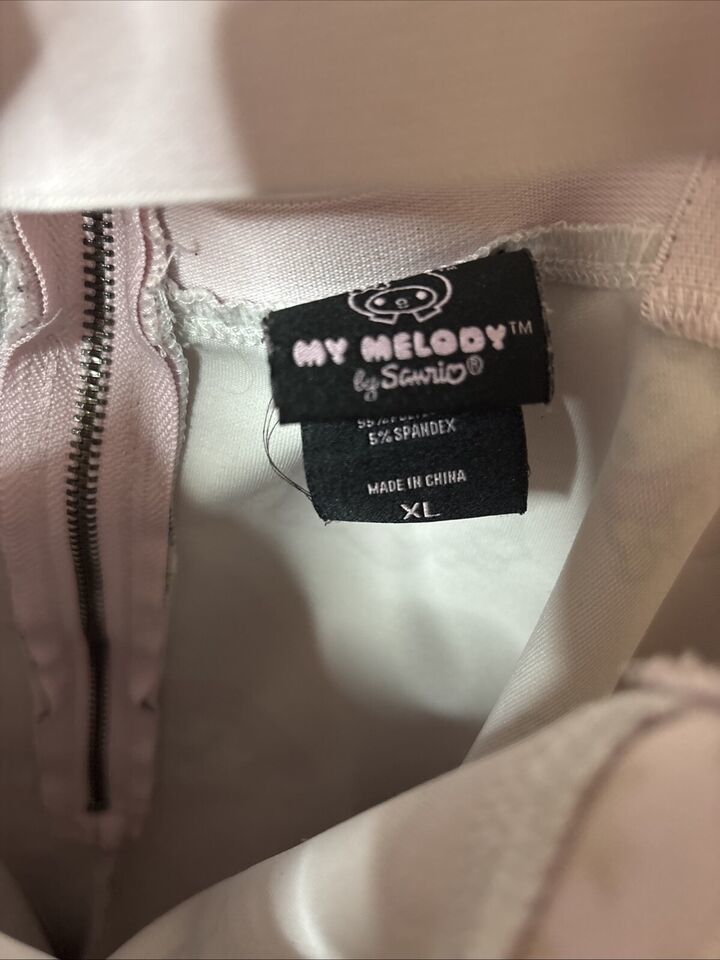 MY MELODY™
by Sanrio®
5% SPANDEX
MADE IN CHINA
XL